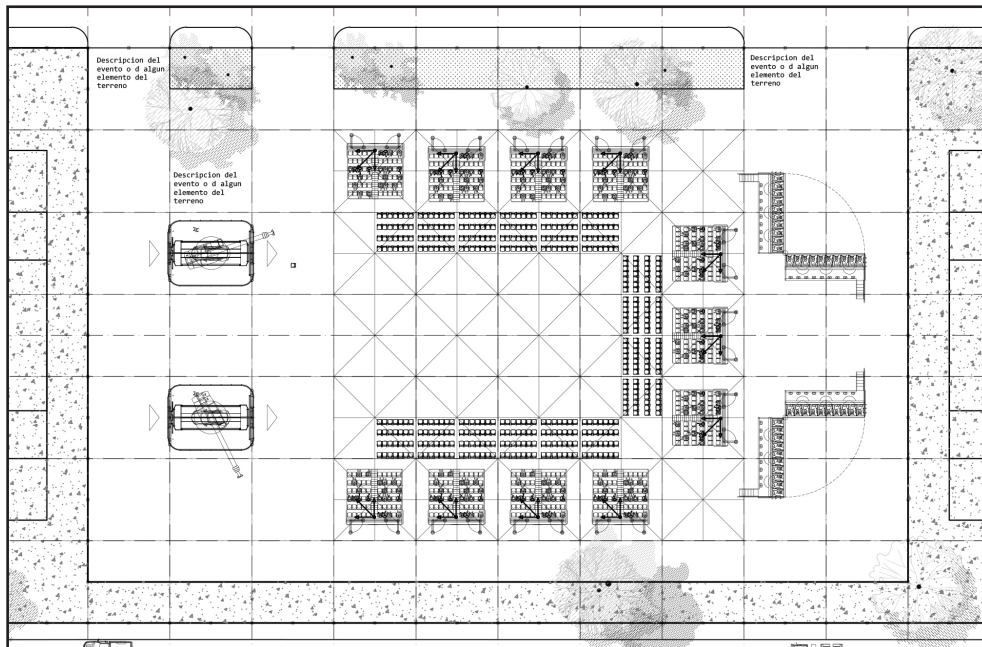 Descripcion del
evento o d algun
elemento del
terreno
Descripcion del
evento o d algun
elemento del
terreno
Descripcion del
evento o d algun
elemento del
terreno